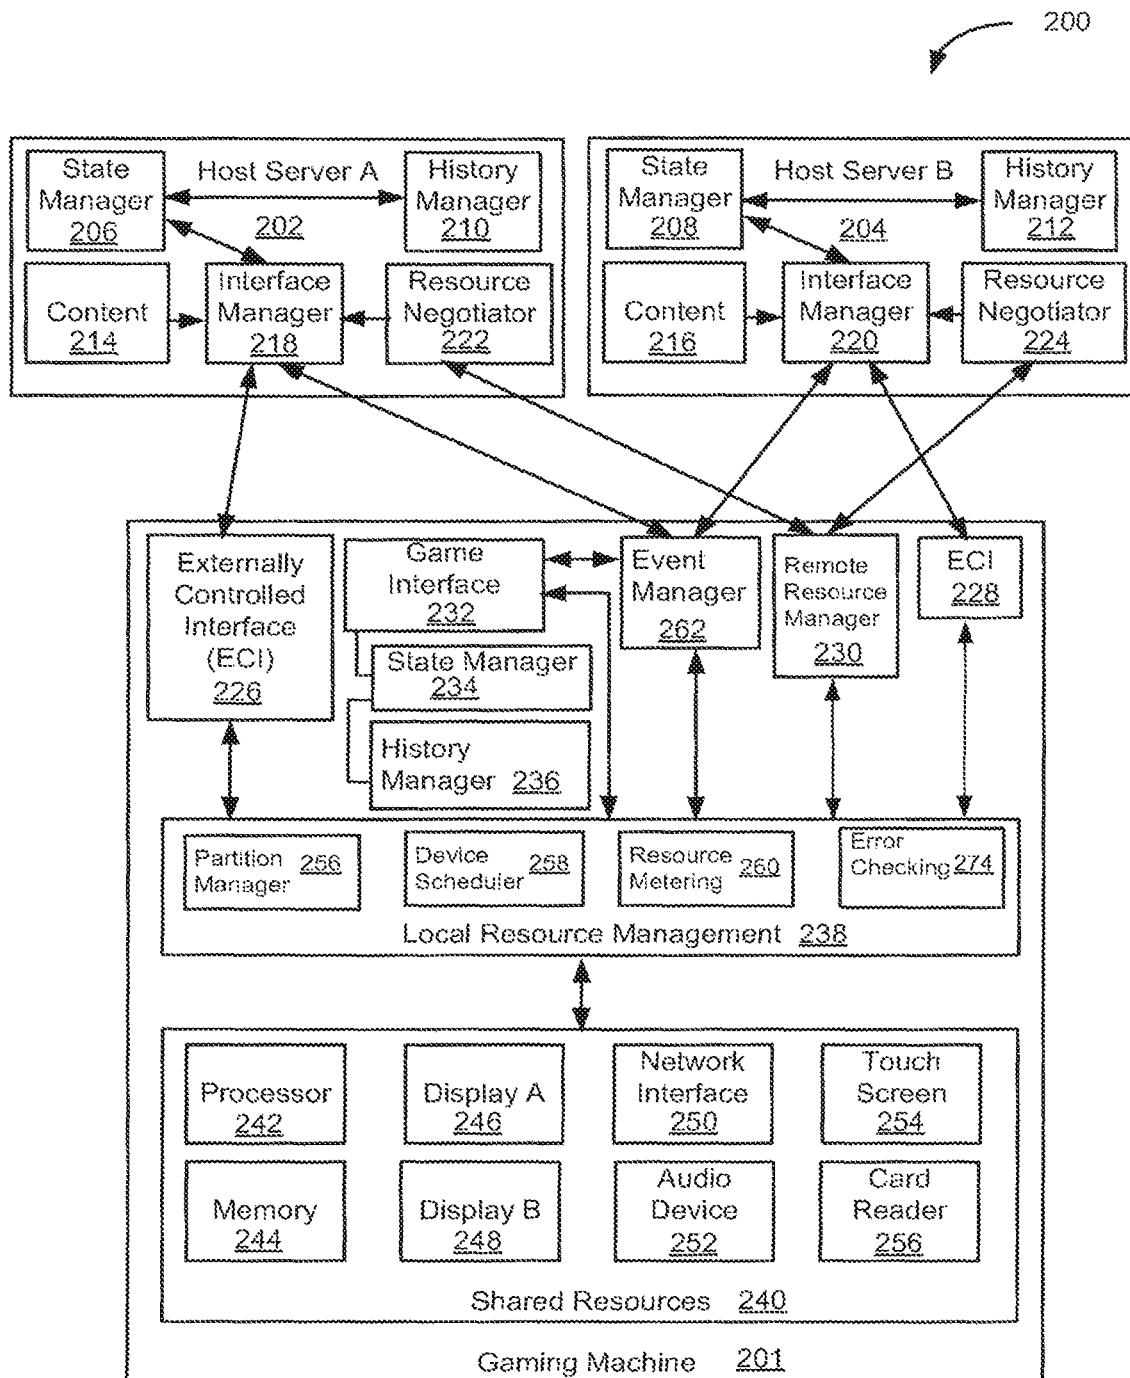 200
State
Manager
206
Host Server A
202
History
Manager
210
Content
214
Interface
Manager
218
Resource
Negotiator
222
State
Manager
208
Host Server B
204
History
Manager
212
Content
216
Interface
Manager
220
Resource
Negotiator
224
Externally
Controlled
Interface
(ECI)
226
Game
Interface
232
State Manager
234
History
Manager 236
Event
Manager
262
Remote
Resource
Manager
230
ECI
228
Partition
Manager 256
Device
Scheduler 258
Resource
Metering 260
Error
Checking 274
Local Resource Management 238
Processor
242
Display A
246
Network
Interface
250
Touch
Screen
254
Memory
244
Display B
248
Audio
Device
252
Card
Reader
256
Shared Resources 240
Gaming Machine 201